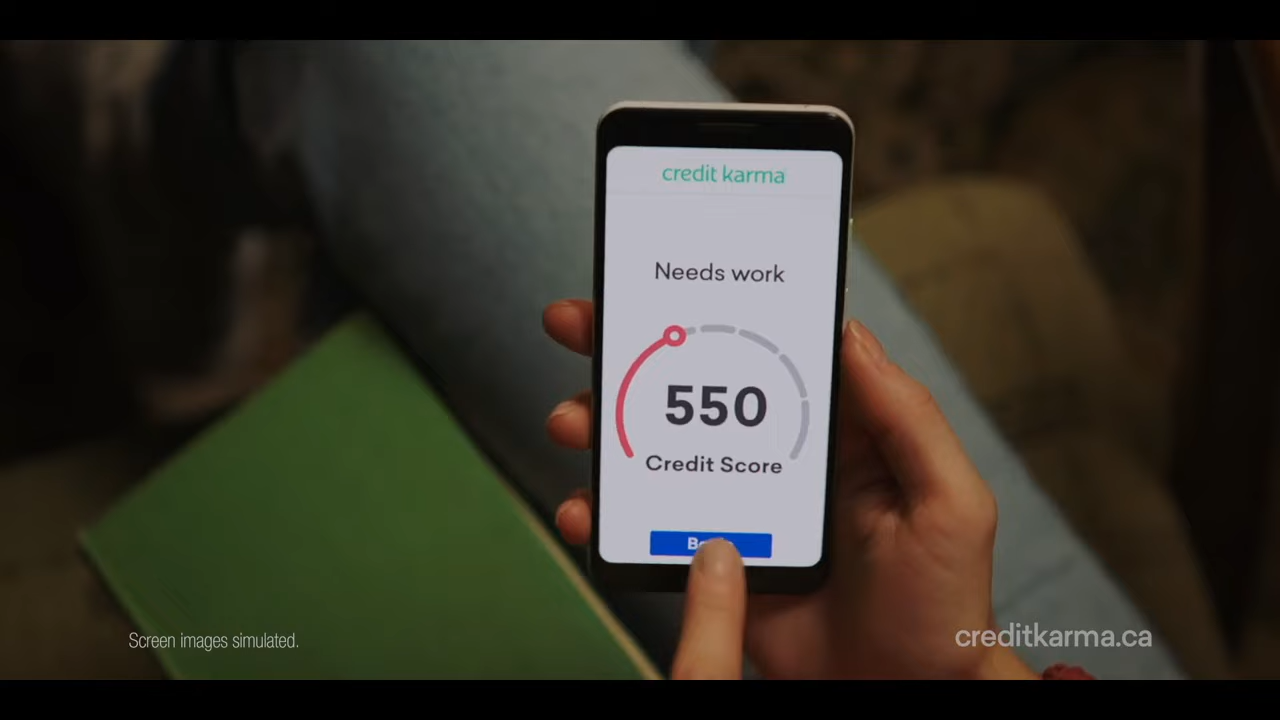 credit karma
Needs work
550
Credit Score
Screen images simulated.
creditkarma.ca